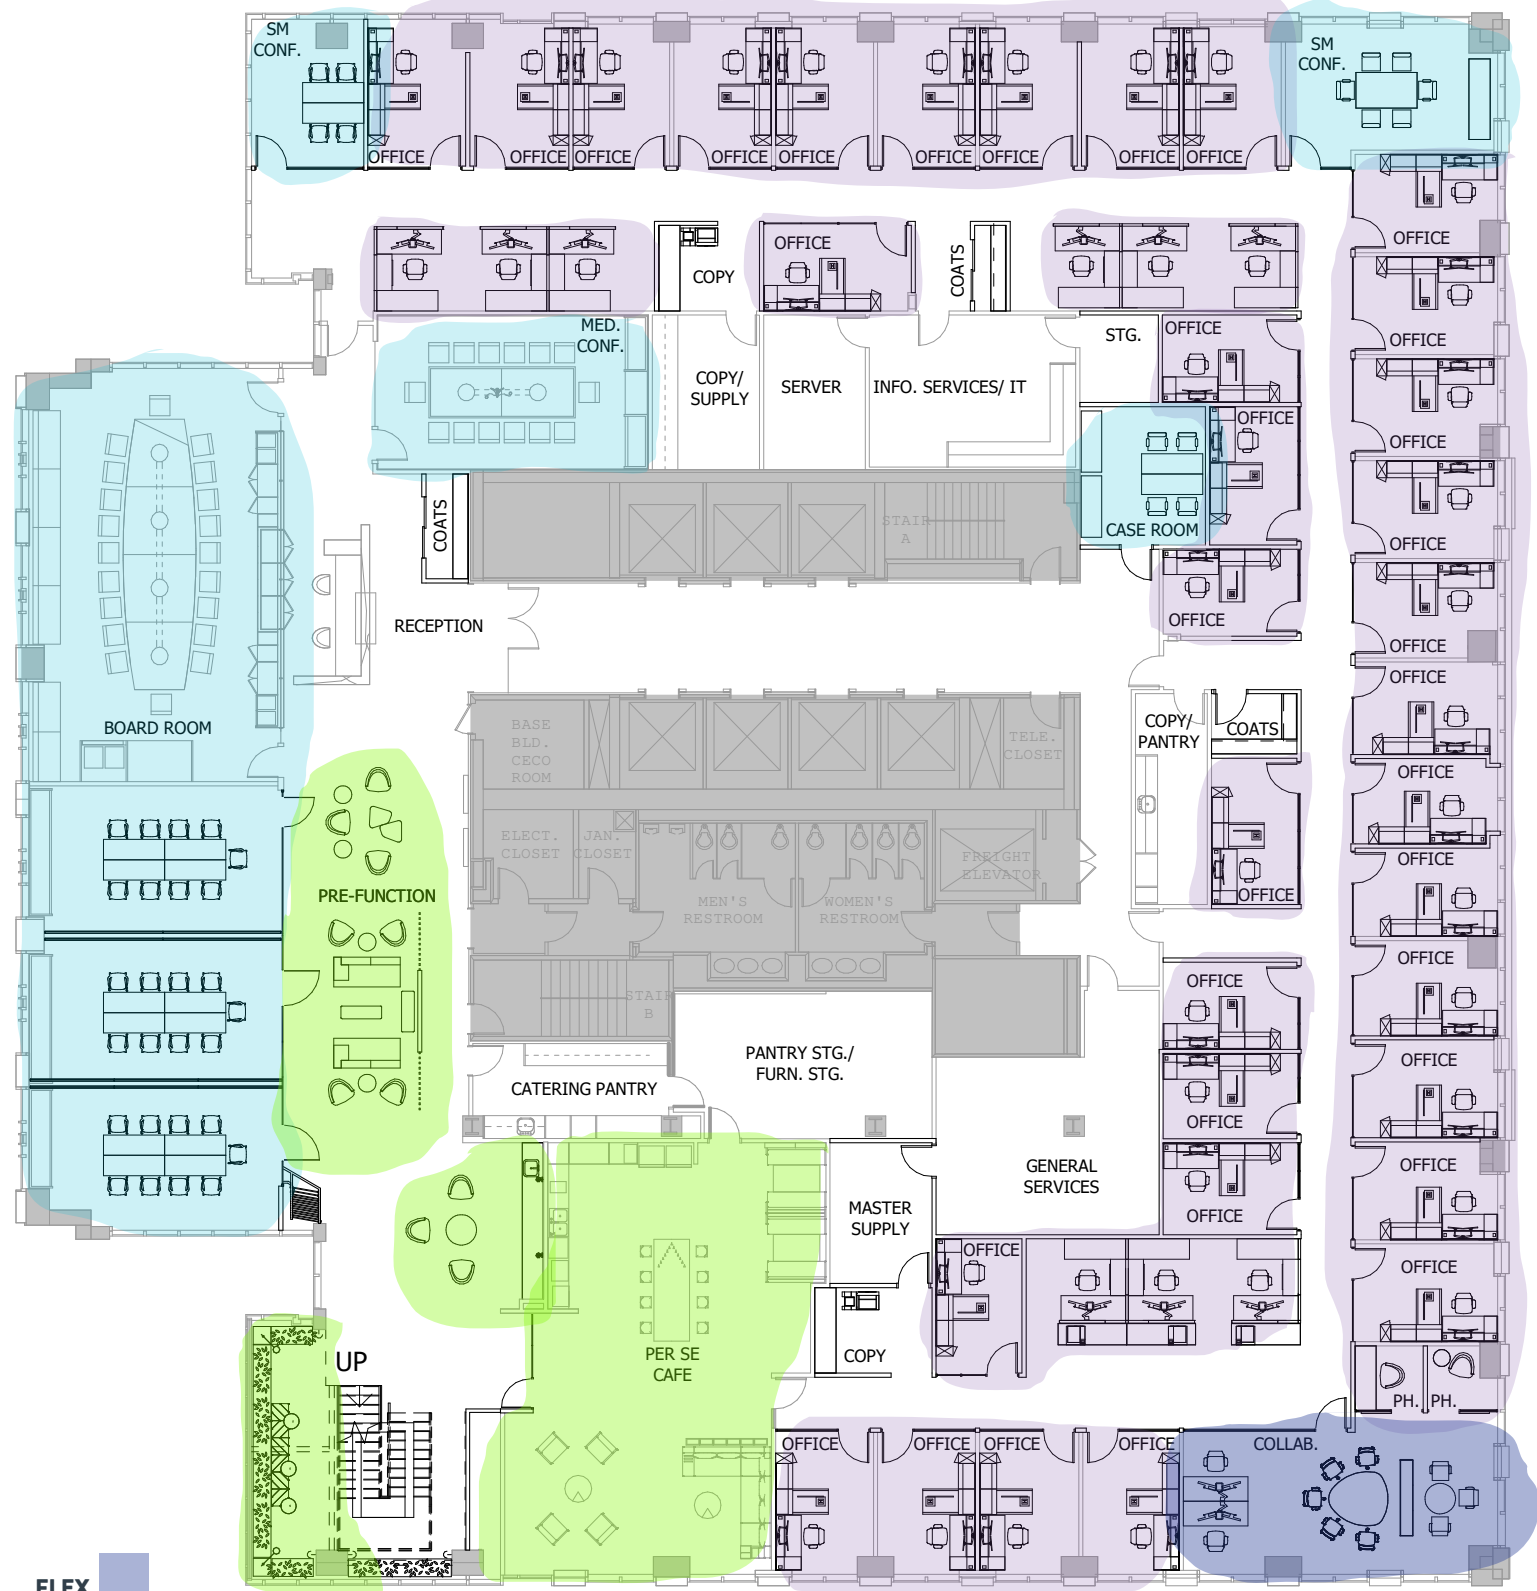 SM
CONF.
SM
CONF.
OFFICE
OFFICE
OFFICE
OFFICE
OFFICE
OFFICE
OFFICE
OFFICE
OFFICE
OFFICE
OFFICE
COATS
COPY
MED.
CONF.
STG.
OFFICE
OFFICE
COPY/
SUPPLY
SERVER
INFO. SERVICES/ IT
OFFICE
OFFICE
COATS
STAIR
A
CASE ROOM
OFFICE
RECEPTION
OFFICE
OFFICE
OFFICE
BOARD ROOM
BASE
BLD.
CECO
ROOM
TELE.
CLOSET
COPY/
PANTRY
COATS
OFFICE
ELECT.
CLOSET
JAN.
CLOSET
FREIGHT
ELEVATOR
OFFICE
PRE-FUNCTION
MEN'S
RESTROOM
WOMEN'S
RESTROOM
OFFICE
OFFICE
OFFICE
STAIR
B
PANTRY STG./
FURN. STG.
OFFICE
CATERING PANTRY
OFFICE
GENERAL
SERVICES
OFFICE
MASTER
SUPPLY
OFFICE
OFFICE
OFFICE
UP
PER SE
CAFE
COPY
PH.
PH.
OFFICE
OFFICE
OFFICE
OFFICE
COLLAB.
FLEX